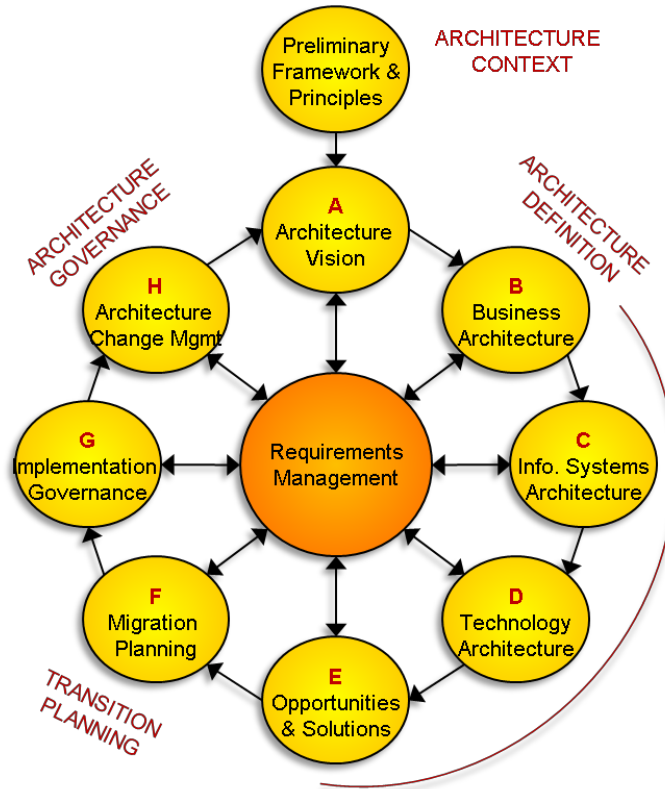 Preliminary
Framework &
Principles
ARCHITECTURE
CONTEXT
ARCHITECTURE
GOVERNANCE
A
Architecture
Vision
ARCHITECTURE
DEFINITION
H
Architecture
Change Mgmt
B
Business
Architecture
G
Implementation
Governance
Requirements
Management
C
Info. Systems
Architecture
F
Migration
Planning
D
Technology
Architecture
E
Opportunities
& Solutions
TRANSITION
PLANNING